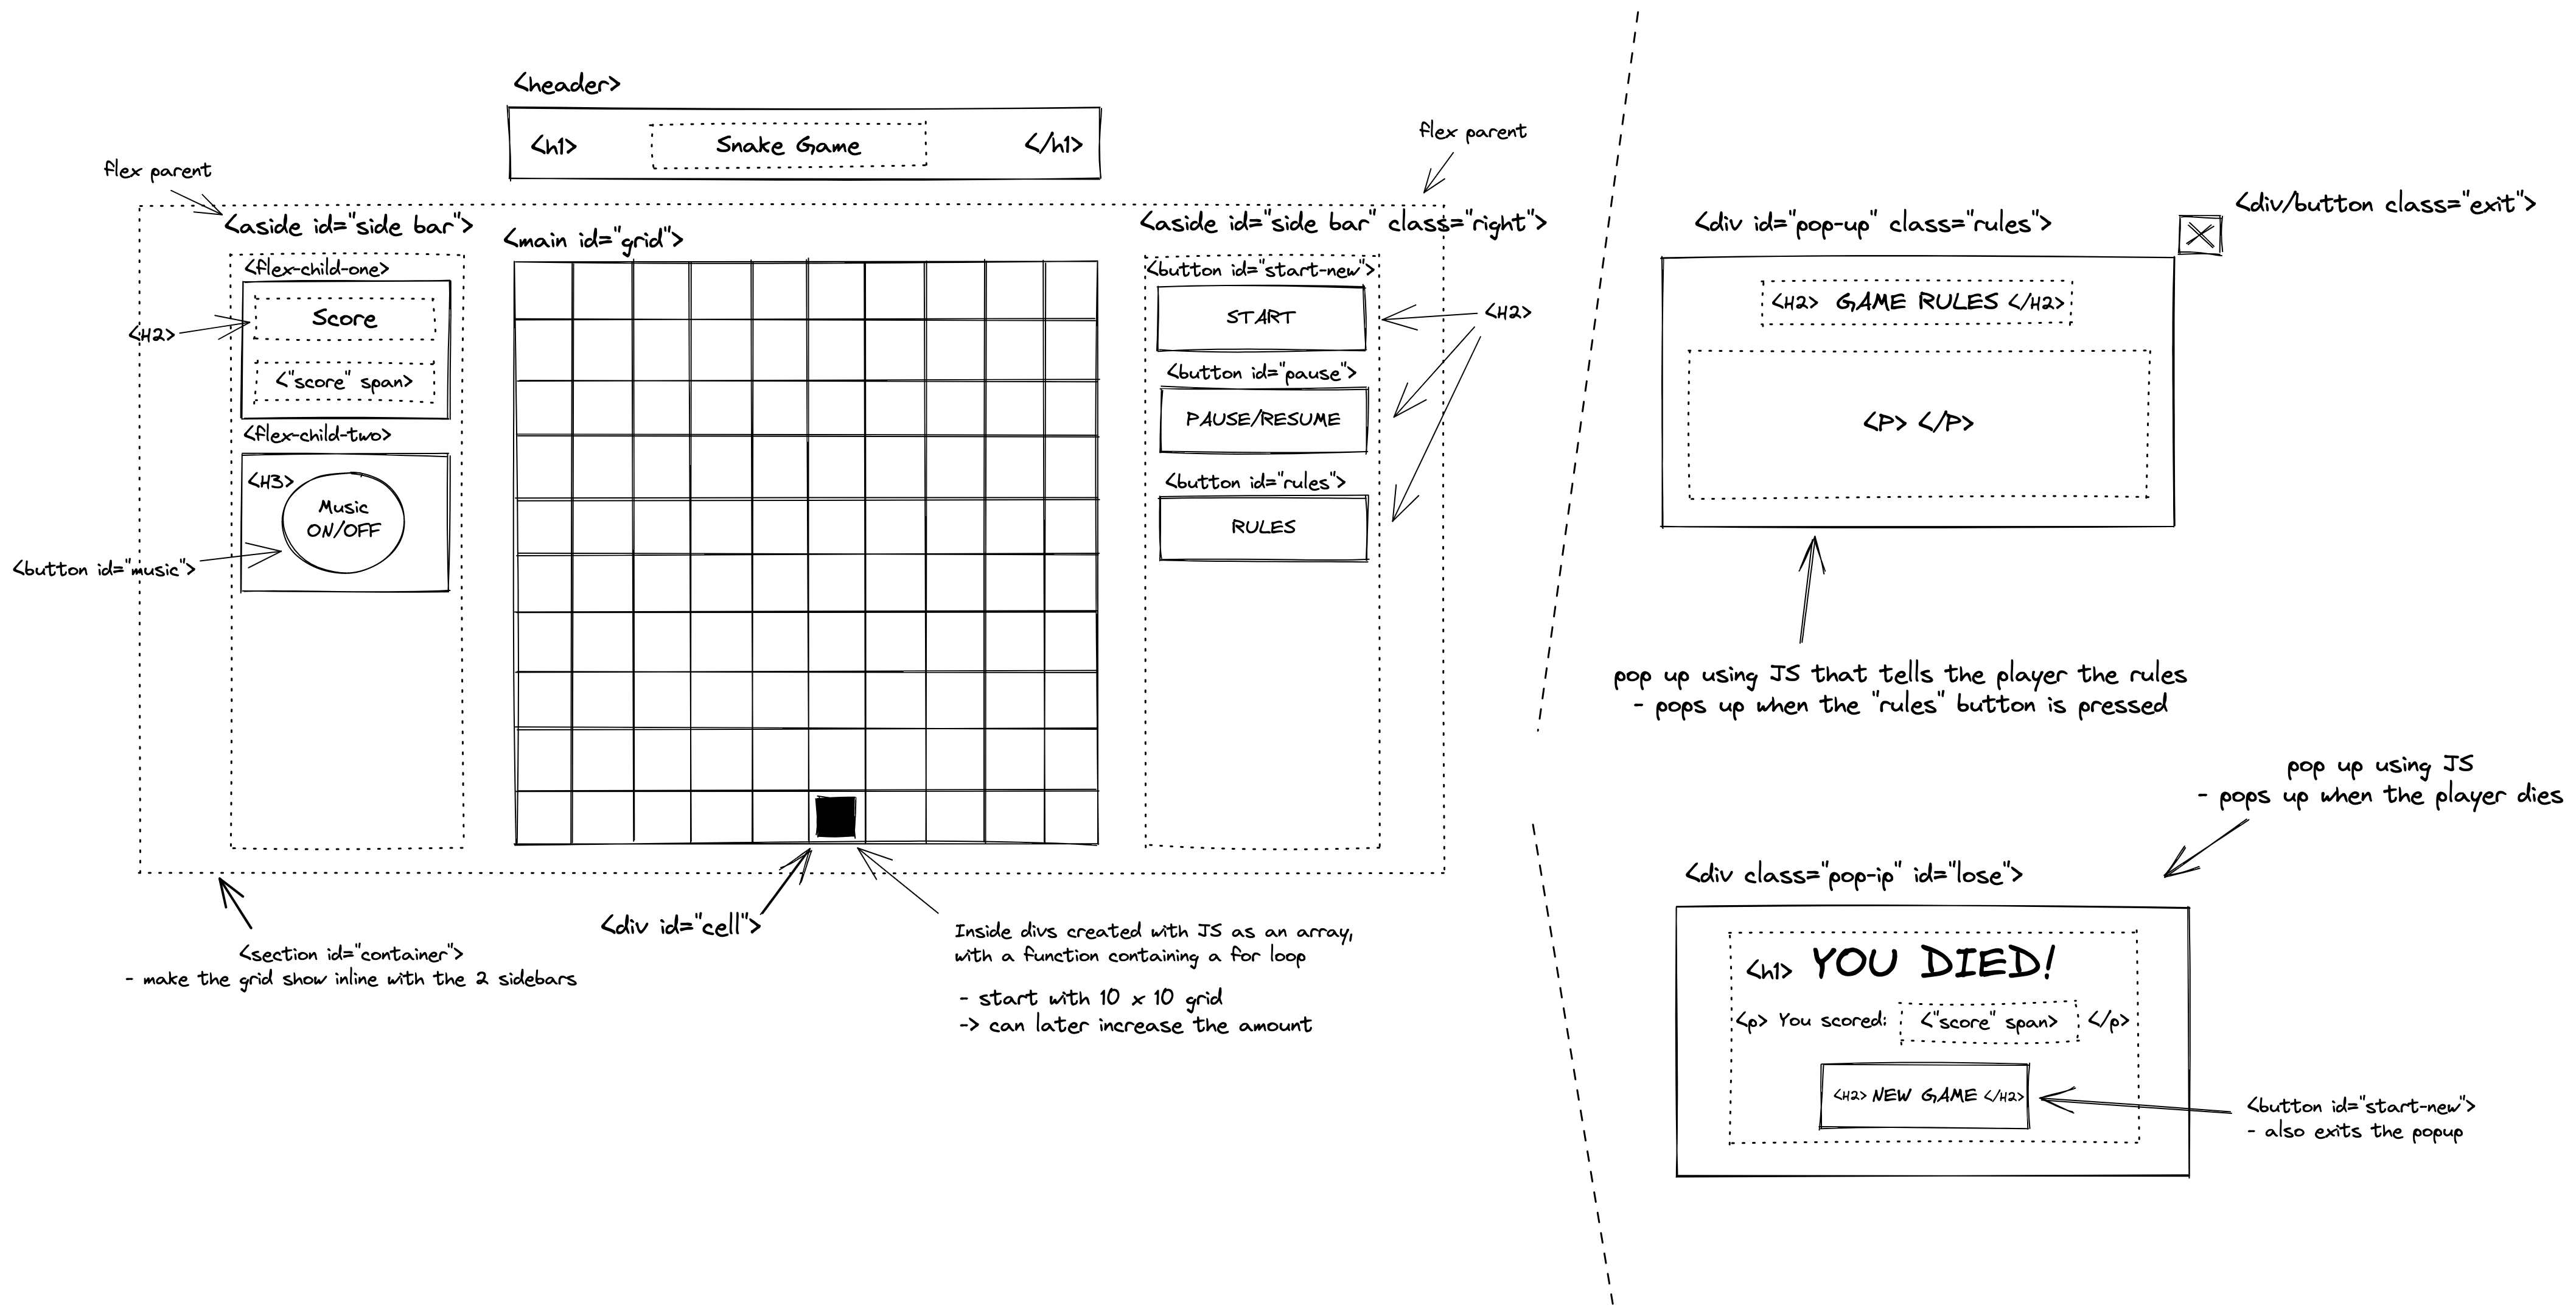 <header>
<h1> Snake Game </h1>
flex parent
flex parent
<aside id="side bar">
<main id="grid">
<aside id="side bar" class="right">
<flex-child-one>
<H2>
Score
<"score" span>
<flex-child-two>
<H3>
Music
ON/OFF
<button id="music">
<button id="start-new">
START
<H2>
<button id="pause">
PAUSE/RESUME
<button id="rules">
RULES
<section id="container">
- make the grid show inline with the 2 sidebars
<div id="cell">
Inside divs created with JS as an array,
with a function containing a for loop
- start with 10 x 10 grid
-> can later increase the amount
<div id="pop-up" class="rules">
<div/button class="exit">
<H2> GAME RULES </H2>
<P> </P>
pop up using JS that tells the player the rules
- pops up when the "rules" button is pressed
pop up using JS
- pops up when the player dies
<div class="pop-ip" id="lose">
<h1> YOU DIED!
<p> You scored: <"score" span> </p>
<H2> NEW GAME </H2>
<button id="start-new">
- also exits the popup